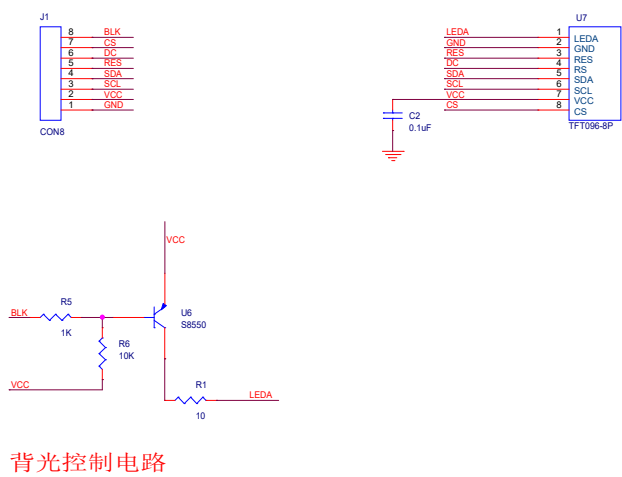 J1
8 BLK
7 CS
6 DC
5 RES
4 SDA
3 SCL
2 VCC
1 GND
CON8
U7
LEDA 1 LEDA
GND 2 GND
RES 3 RES
DC 4 RS
SDA 5 SDA
SCL 6 SCL
VCC 7 VCC
CS 8 CS
TFT096-8P
C2
0.1uF
VCC
BLK
R5
1K
U6
S8550
R6
10K
VCC
R1
10
LEDA
背光控制电路